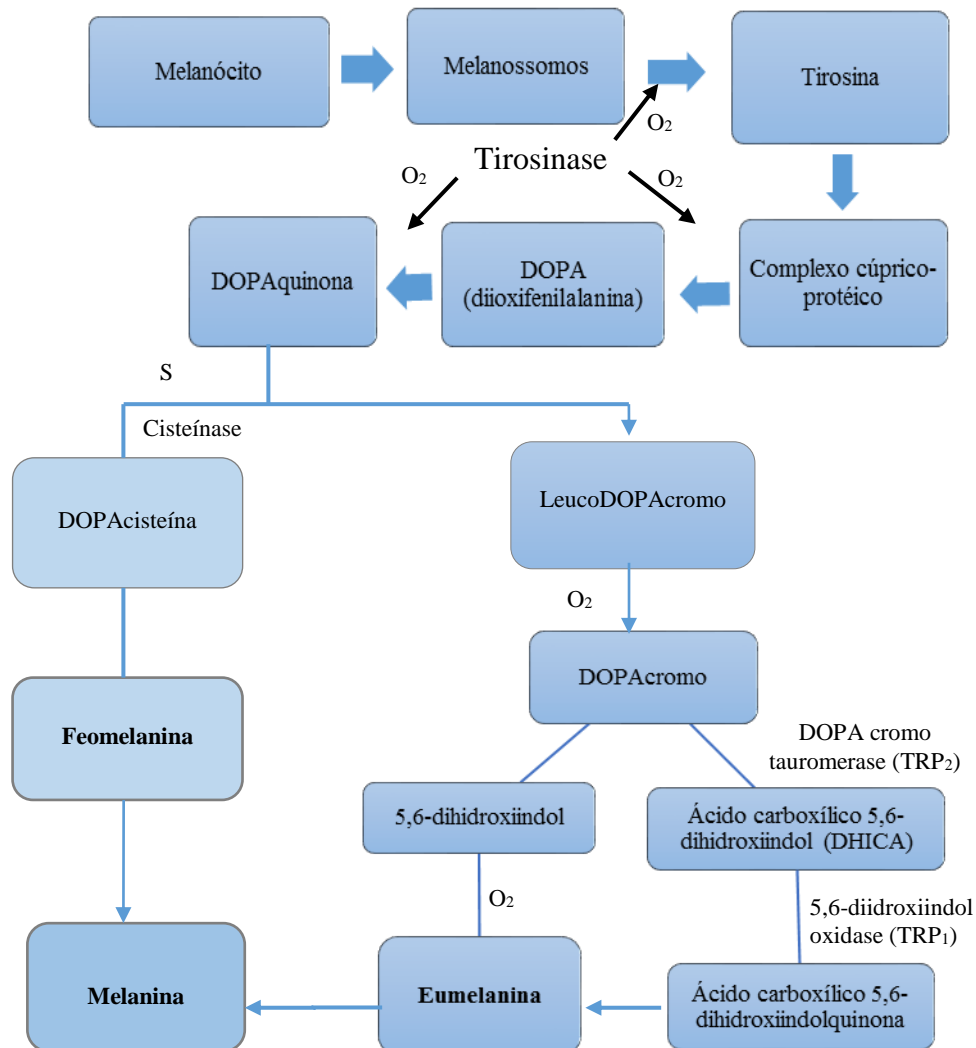 Melanócito
Melanossomos
Tirosina
O₂
Tirosinase
O₂
O₂
DOPAquinona
DOPA
(diioxifenilalanina)
Complexo cúprico-
protéico
S
Cisteínase
DOPAcisteína
LeucoDOPAcromo
O₂
DOPAcromo
Feomelanina
DOPA cromo
tauromerase (TRP₂)
5,6-dihidroxiindol
Ácido carboxílico 5,6-
dihidroxiindol (DHICA)
O₂
5,6-diidroxiindol
oxidase (TRP₁)
Melanina
Eumelanina
Ácido carboxílico 5,6-
dihidroxiindolquinona